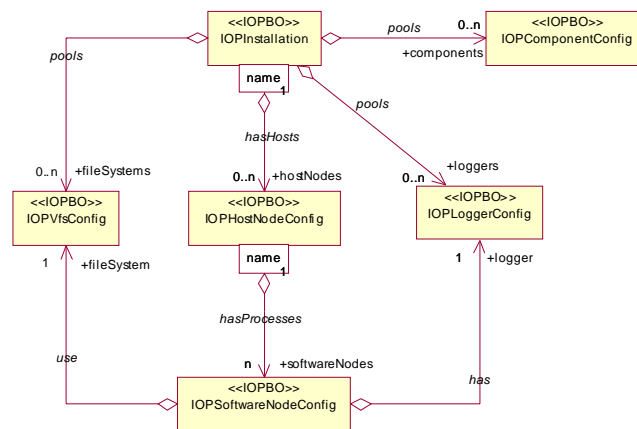 <<IOPBO>>
IOPInstallation
<<IOPBO>>
IOPComponentConfig
pools
pools
0..n
+components
name
1
pools
hasHosts
0..n
+fileSystems
0..n
+hostNodes
+loggers
0..n
<<IOPBO>>
IOPVfsConfig
<<IOPBO>>
IOPHostNodeConfig
<<IOPBO>>
IOPLoggerConfig
1
+fileSystem
name
1
1
+logger
hasProcesses
use
n
+softwareNodes
has
<<IOPBO>>
IOPSoftwareNodeConfig